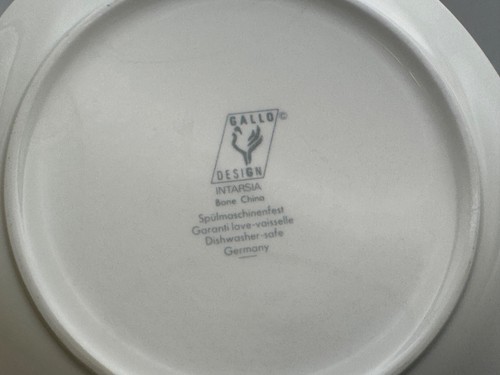 GALLO ©
DESIGN
INTARSIA
Bone China
Spülmaschinenfest
Garanti lave-vaisselle
Dishwasher-safe
Germany